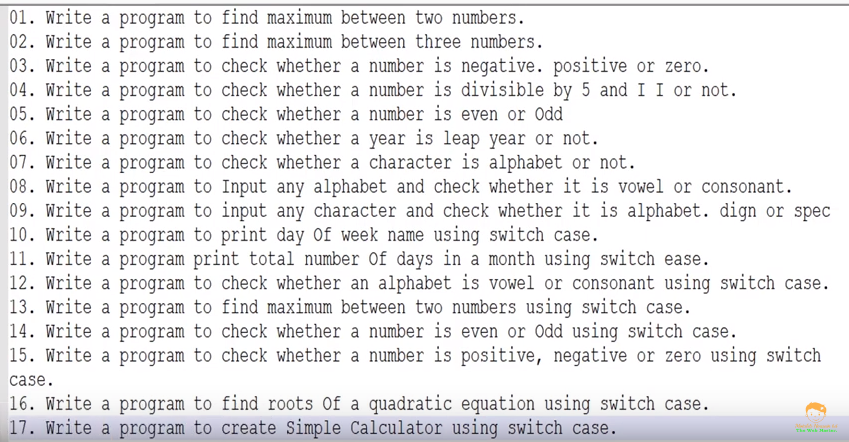 01. Write a program to find maximum between two numbers.
02. Write a program to find maximum between three numbers.
03. Write a program to check whether a number is negative. positive or zero.
04. Write a program to check whether a number is divisible by 5 and I I or not.
05. Write a program to check whether a number is even or Odd
06. Write a program to check whether a year is leap year or not.
07. Write a program to check whether a character is alphabet or not.
08. Write a program to Input any alphabet and check whether it is vowel or consonant.
09. Write a program to input any character and check whether it is alphabet. dign or spec
10. Write a program to print day Of week name using switch case.
11. Write a program print total number Of days in a month using switch ease.
12. Write a program to check whether an alphabet is vowel or consonant using switch case.
13. Write a program to find maximum between two numbers using switch case.
14. Write a program to check whether a number is even or Odd using switch case.
15. Write a program to check whether a number is positive, negative or zero using switch
case.
16. Write a program to find roots Of a quadratic equation using switch case.
17. Write a program to create Simple Calculator using switch case.